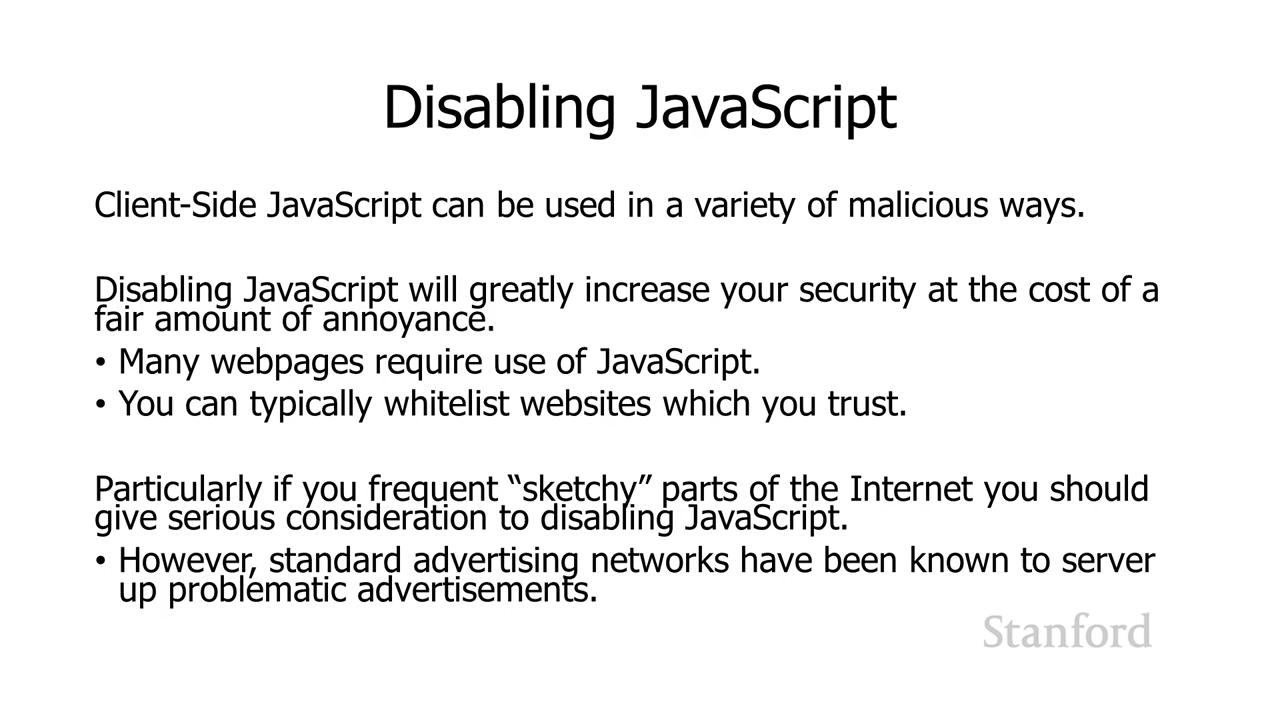 Disabling JavaScript
Client-Side JavaScript can be used in a variety of malicious ways.
Disabling JavaScript will greatly increase your security at the cost of a
fair amount of annoyance.
• Many webpages require use of JavaScript.
• You can typically whitelist websites which you trust.
Particularly if you frequent “sketchy” parts of the Internet you should
give serious consideration to disabling JavaScript.
• However, standard advertising networks have been known to server
up problematic advertisements.
Stanford